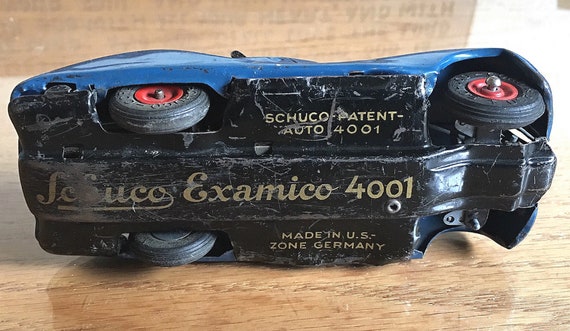 SCHUCO-PATENT-
AUTO 4001
Schuco Examico 4001
MADE IN U.S.-
ZONE GERMANY